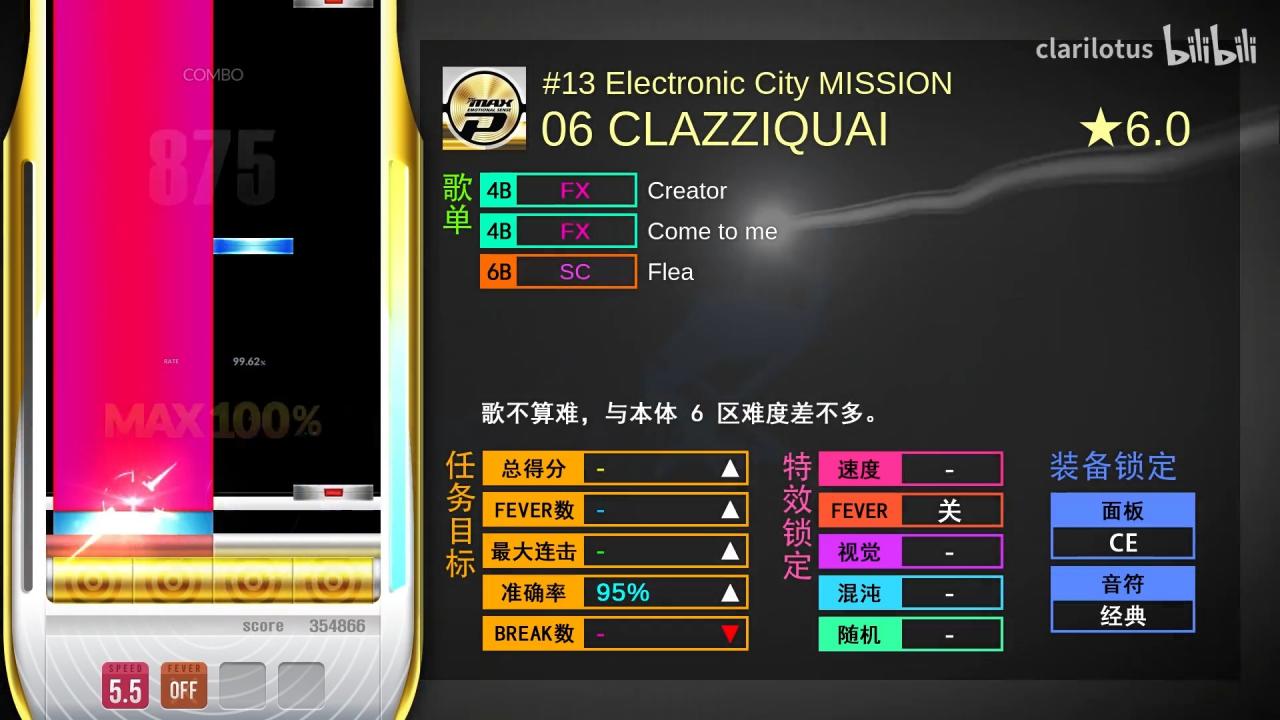 COMBO
875
RATE 99.62%
MAX 100%
score 354866
SPEED
5.5
FEVER
OFF
clarilotus bilibili
MAX
EMOTIONAL SENSE
P
#13 Electronic City MISSION
06 CLAZZIQUAI
★6.0
歌单
4B FX Creator
4B FX Come to me
6B SC Flea
歌不算难，与本体 6 区难度差不多。
任务目标
总得分 - ▲
FEVER数 - ▲
最大连击 - ▲
准确率 95% ▲
BREAK数 - ▼
特效锁定
速度 -
FEVER 关
视觉 -
混沌 -
随机 -
装备锁定
面板
CE
音符
经典